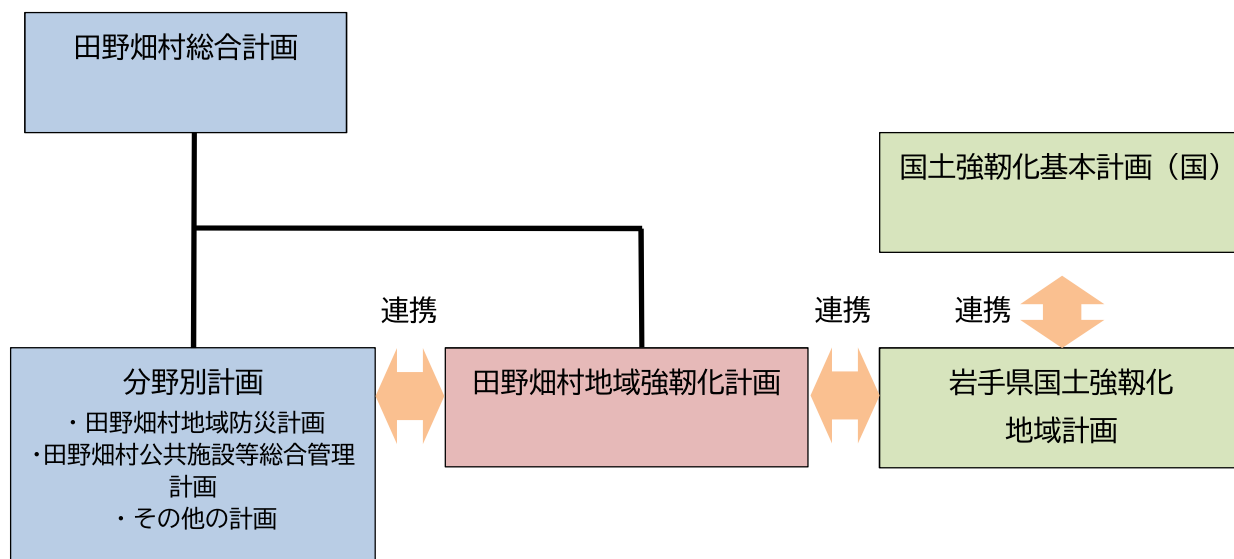 田野畑村総合計画
国土強靭化基本計画（国）
連携
連携
連携
分野別計画
・田野畑村地域防災計画
・田野畑村公共施設等総合管理
計画
・その他の計画
田野畑村地域強靭化計画
岩手県国土強靱化
地域計画